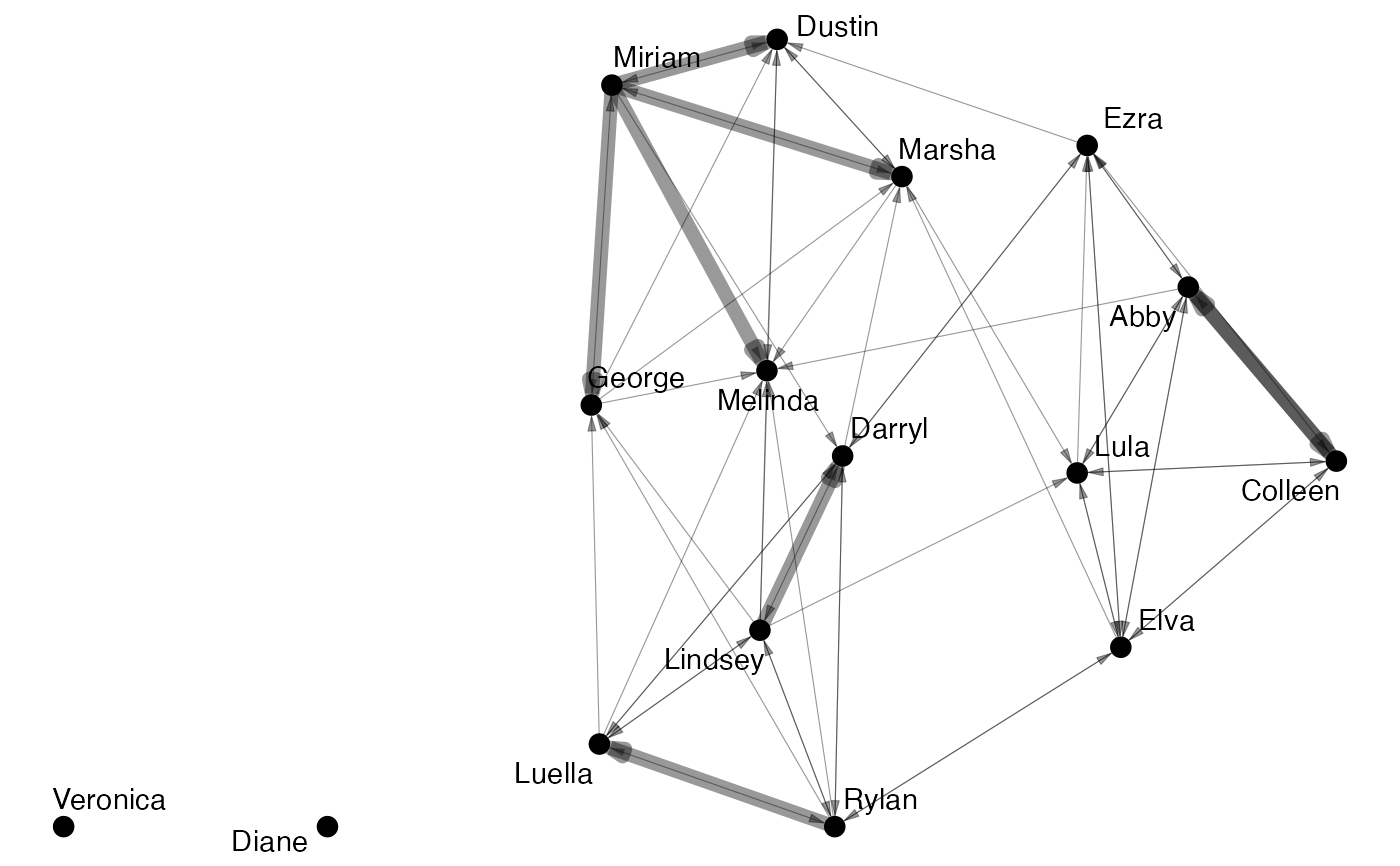 Dustin
Miriam
Ezra
Marsha
Abby
George
Melinda
Darryl
Lula
Colleen
Elva
Lindsey
Luella
Veronica
Rylan
Diane